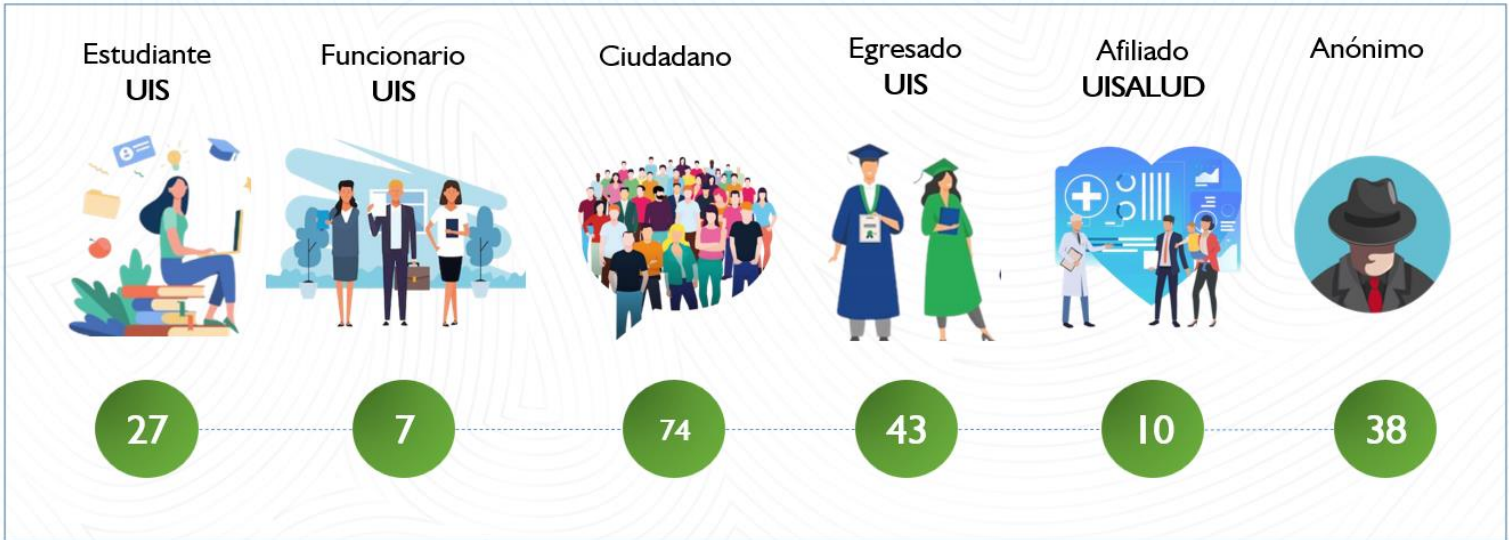 Estudiante
UIS
Funcionario
UIS
Ciudadano
Egresado
UIS
Afiliado
UISALUD
Anónimo
27
7
74
43
10
38